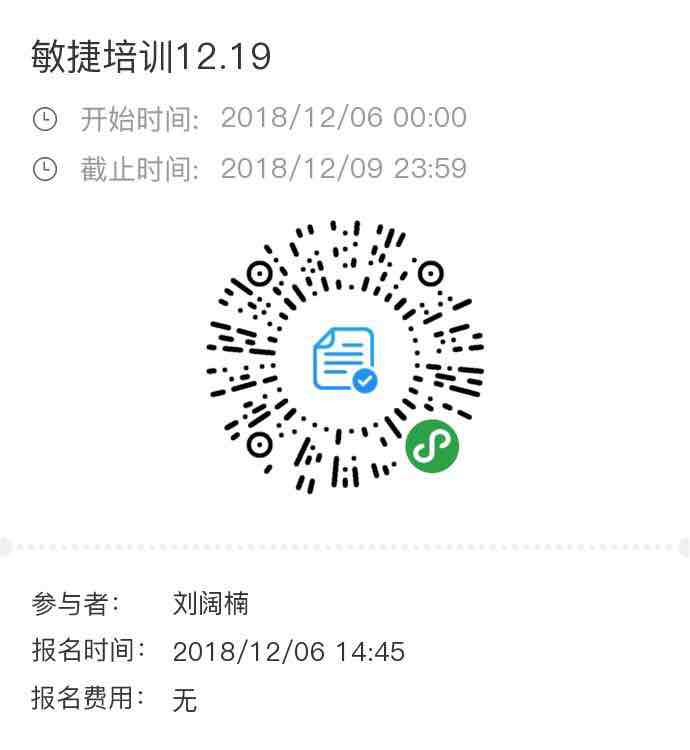 敏捷培训12.19
开始时间: 2018/12/06 00:00
截止时间: 2018/12/09 23:59
参与者： 刘阔楠
报名时间： 2018/12/06 14:45
报名费用： 无